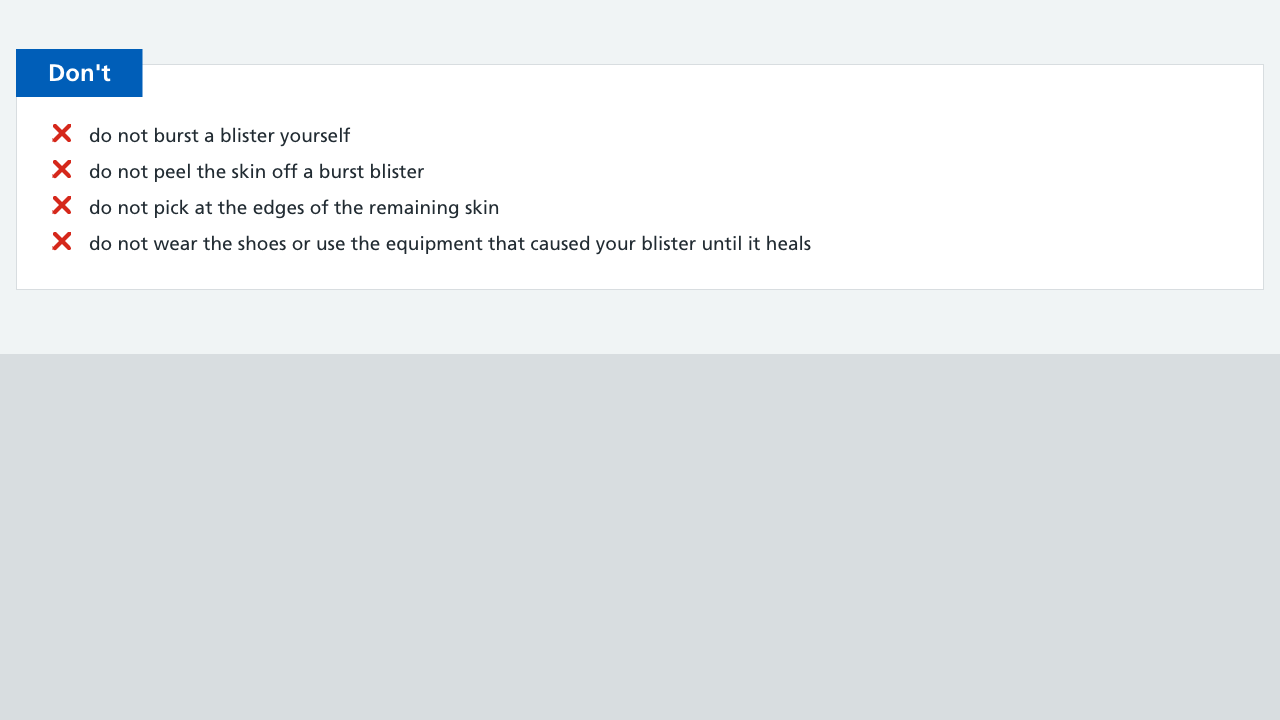 Don't
do not burst a blister yourself
do not peel the skin off a burst blister
do not pick at the edges of the remaining skin
do not wear the shoes or use the equipment that caused your blister until it heals